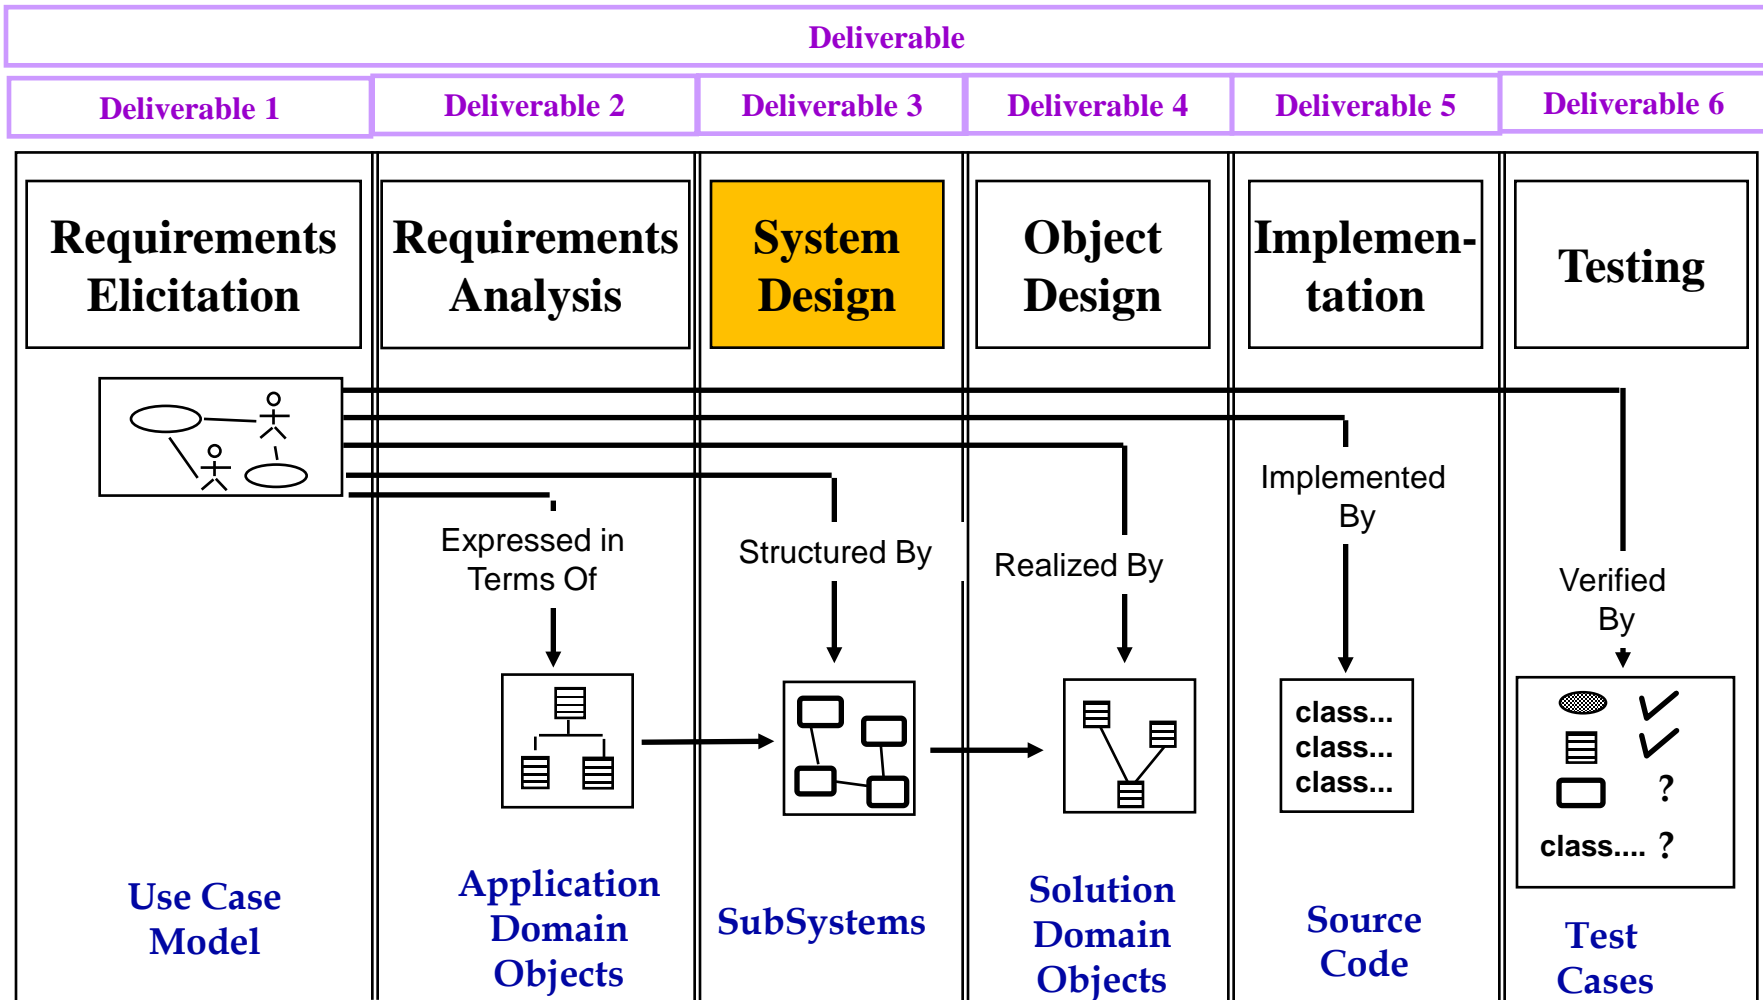 Deliverable
Deliverable 1
Deliverable 2
Deliverable 3
Deliverable 4
Deliverable 5
Deliverable 6
Requirements
Elicitation
Requirements
Analysis
System
Design
Object
Design
Implemen-
tation
Testing
Expressed in
Terms Of
Structured By
Realized By
Implemented
By
Verified
By
class...
class...
class...
?
class.... ?
Use Case
Model
Application
Domain
Objects
SubSystems
Solution
Domain
Objects
Source
Code
Test
Cases